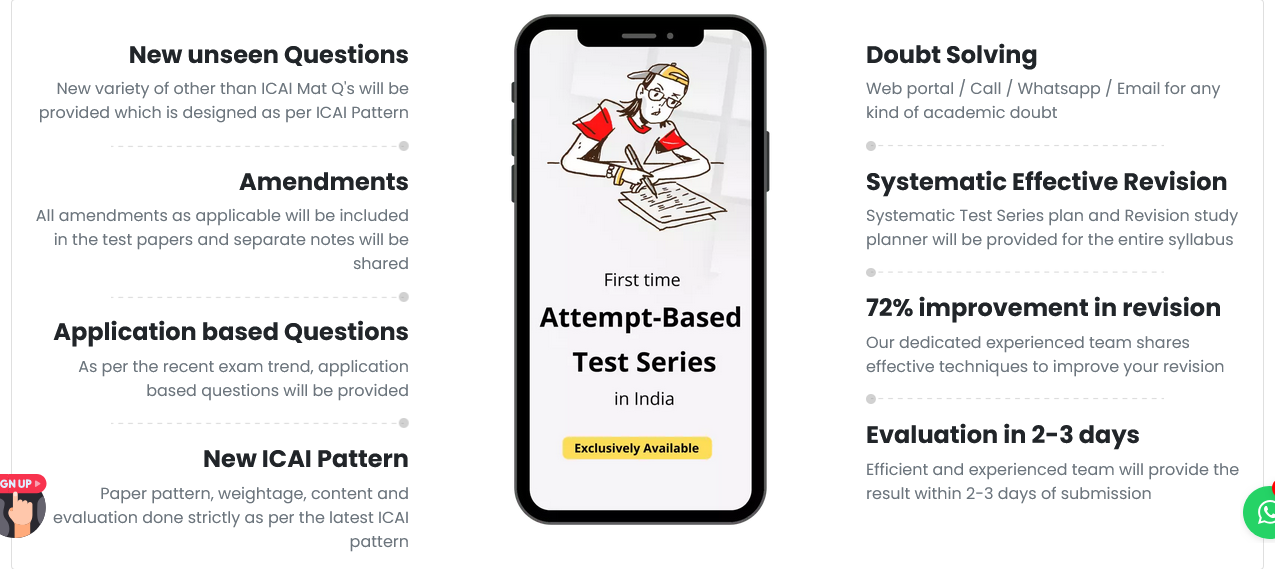 New unseen Questions
New variety of other than ICAI Mat Q's will be
provided which is designed as per ICAI Pattern
Amendments
All amendments as applicable will be included
in the test papers and separate notes will be
shared
Application based Questions
As per the recent exam trend, application
based questions will be provided
New ICAI Pattern
Paper pattern, weightage, content and
evaluation done strictly as per the latest ICAI
pattern
GN UP
First time
Attempt-Based
Test Series
in India
Exclusively Available
Doubt Solving
Web portal / Call / Whatsapp / Email for any
kind of academic doubt
Systematic Effective Revision
Systematic Test Series plan and Revision study
planner will be provided for the entire syllabus
72% improvement in revision
Our dedicated experienced team shares
effective techniques to improve your revision
Evaluation in 2-3 days
Efficient and experienced team will provide the
result within 2-3 days of submission